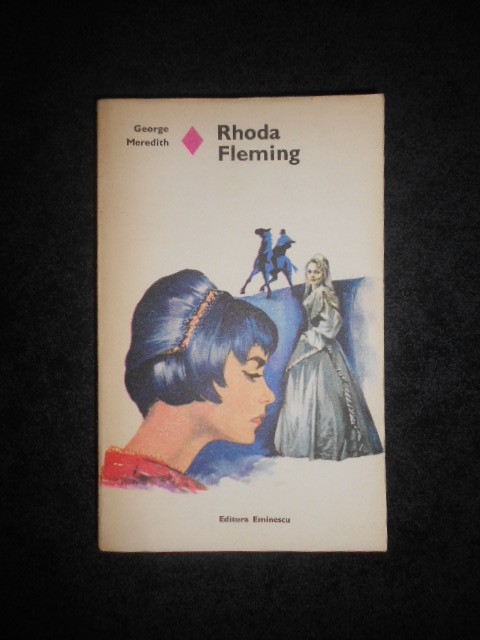 George
Meredith
Rhoda
Fleming
Editura Eminescu